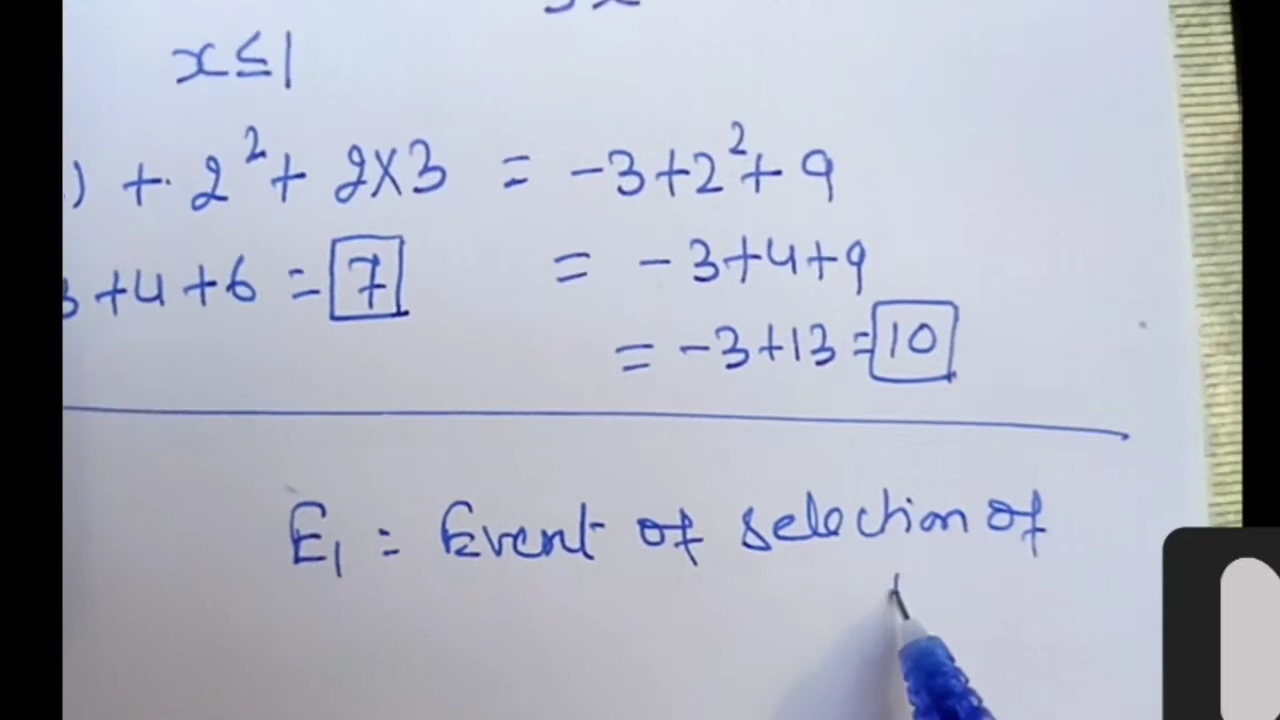 x ≤ 1
) + 2² + 2×3 = -3+2²+ 9
+4 +6 = 7 = -3+4+9
= -3+13 = 10
E₁ = Event of selection of